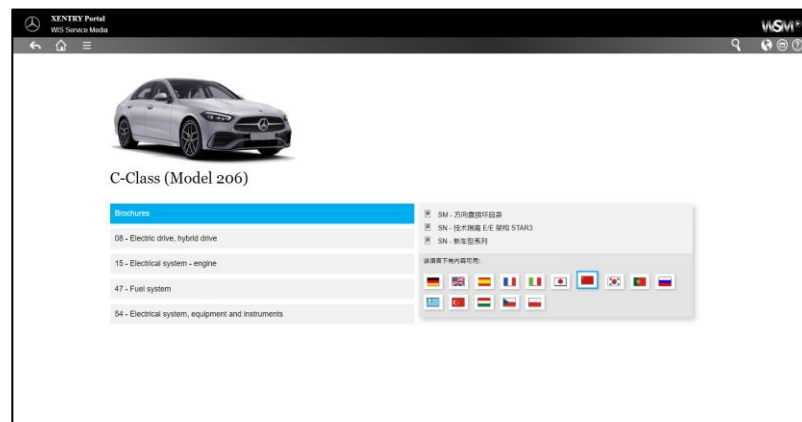 XENTRY Portal
WIS Service Media
WSM
C-Class (Model 206)
Brochures
08 - Electric drive, hybrid drive
15 - Electrical system - engine
47 - Fuel system
54 - Electrical system, equipment and instruments
SM - 方向盘损坏目录
SN - 技术指南 E/E 架构 STAR3
SN - 新车型系列
该语言下有内容可用: